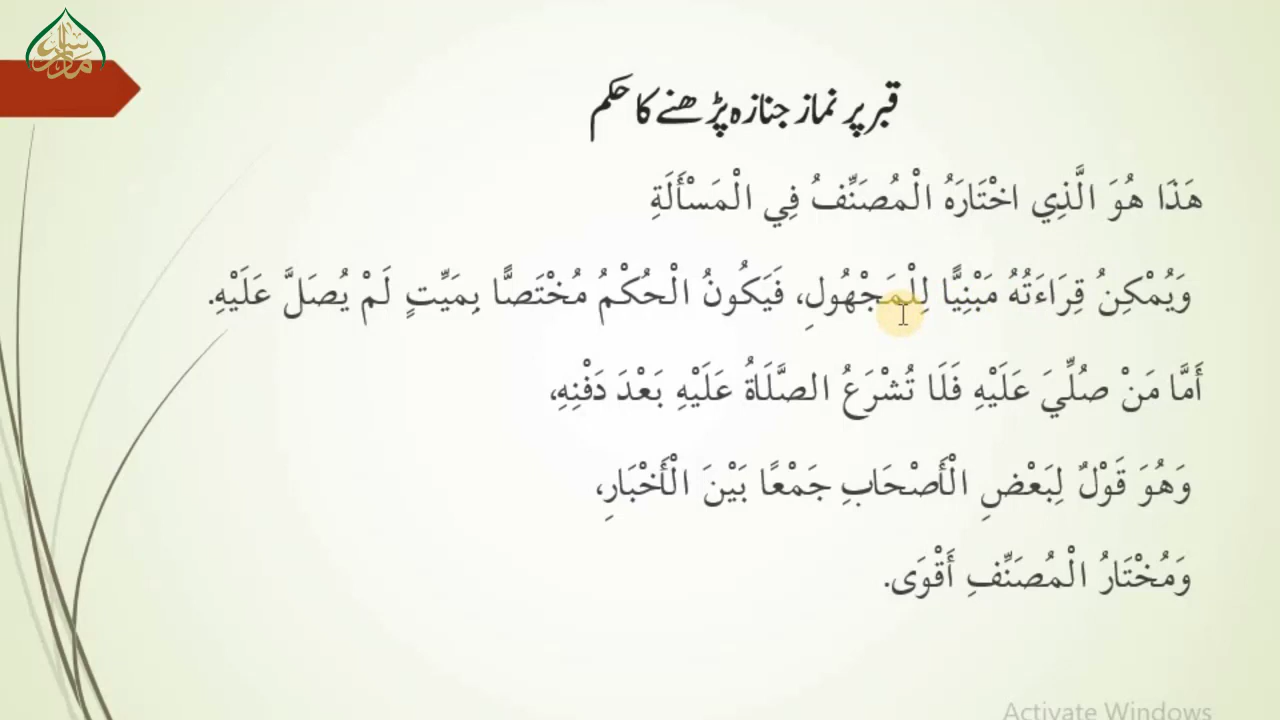 قبر پر نماز جنازہ پڑھنے کا حکم
هَذَا هُوَ الَّذِي اخْتَارَهُ الْمُصَنِّفُ فِي الْمَسْأَلَةِ
وَيُمْكِنُ قِرَاءَتُهُ مَبْنِيًّا لِلْمَجْهُولِ، فَيَكُونُ الْحُكْمُ مُخْتَصًّا بِمَيِّتٍ لَمْ يُصَلَّ عَلَيْهِ.
أَمَّا مَنْ صُلِّيَ عَلَيْهِ فَلَا تُشْرَعُ الصَّلَاةُ عَلَيْهِ بَعْدَ دَفْنِهِ،
وَهُوَ قَوْلٌ لِبَعْضِ الْأَصْحَابِ جَمْعًا بَيْنَ الْأَخْبَارِ،
وَمُخْتَارُ الْمُصَنِّفِ أَقْوَى.
Activate Windows